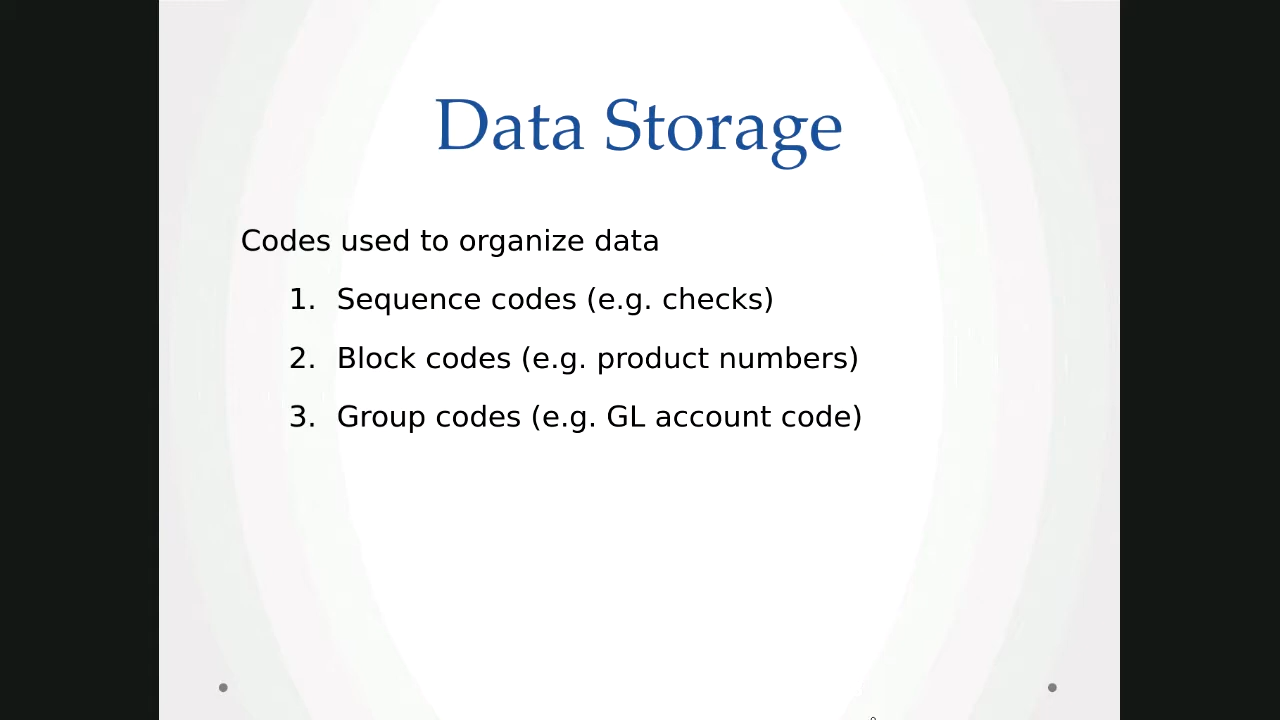 Data Storage
Codes used to organize data
1. Sequence codes (e.g. checks)
2. Block codes (e.g. product numbers)
3. Group codes (e.g. GL account code)